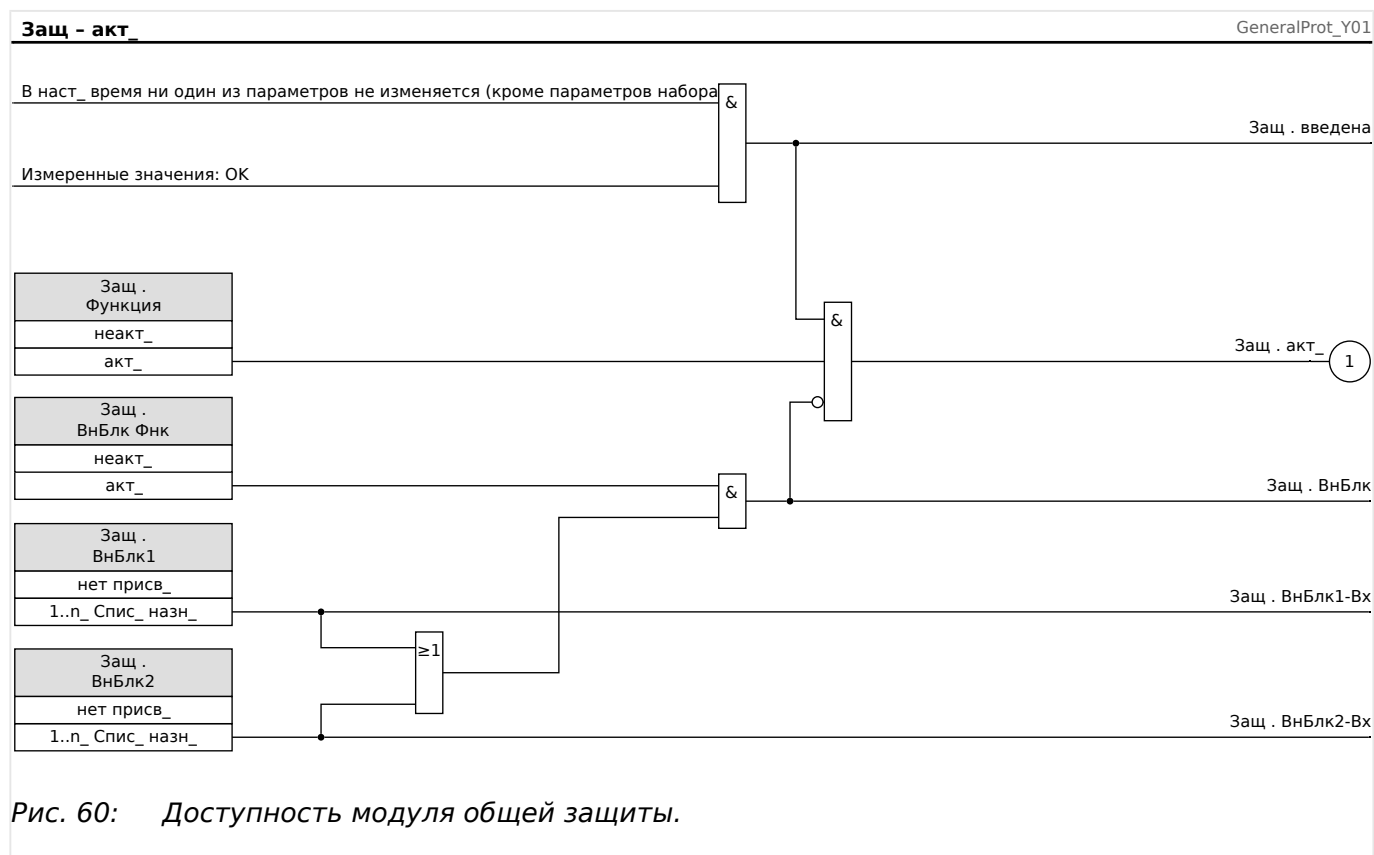 Защ – акт_
GeneralProt_Y01
В наст_ время ни один из параметров не изменяется (кроме параметров набора
&
Защ . введена
Измеренные значения: OK
Защ .
Функция
неакт_
акт_
&
Защ . акт_
1
Защ .
ВнБлк Фнк
неакт_
акт_
&
Защ . ВнБлк
Защ .
ВнБлк1
нет присв_
1..n_ Спис_ назн_
Защ . ВнБлк1-Вх
≥1
Защ .
ВнБлк2
нет присв_
1..n_ Спис_ назн_
Защ . ВнБлк2-Вх
Рис. 60: Доступность модуля общей защиты.